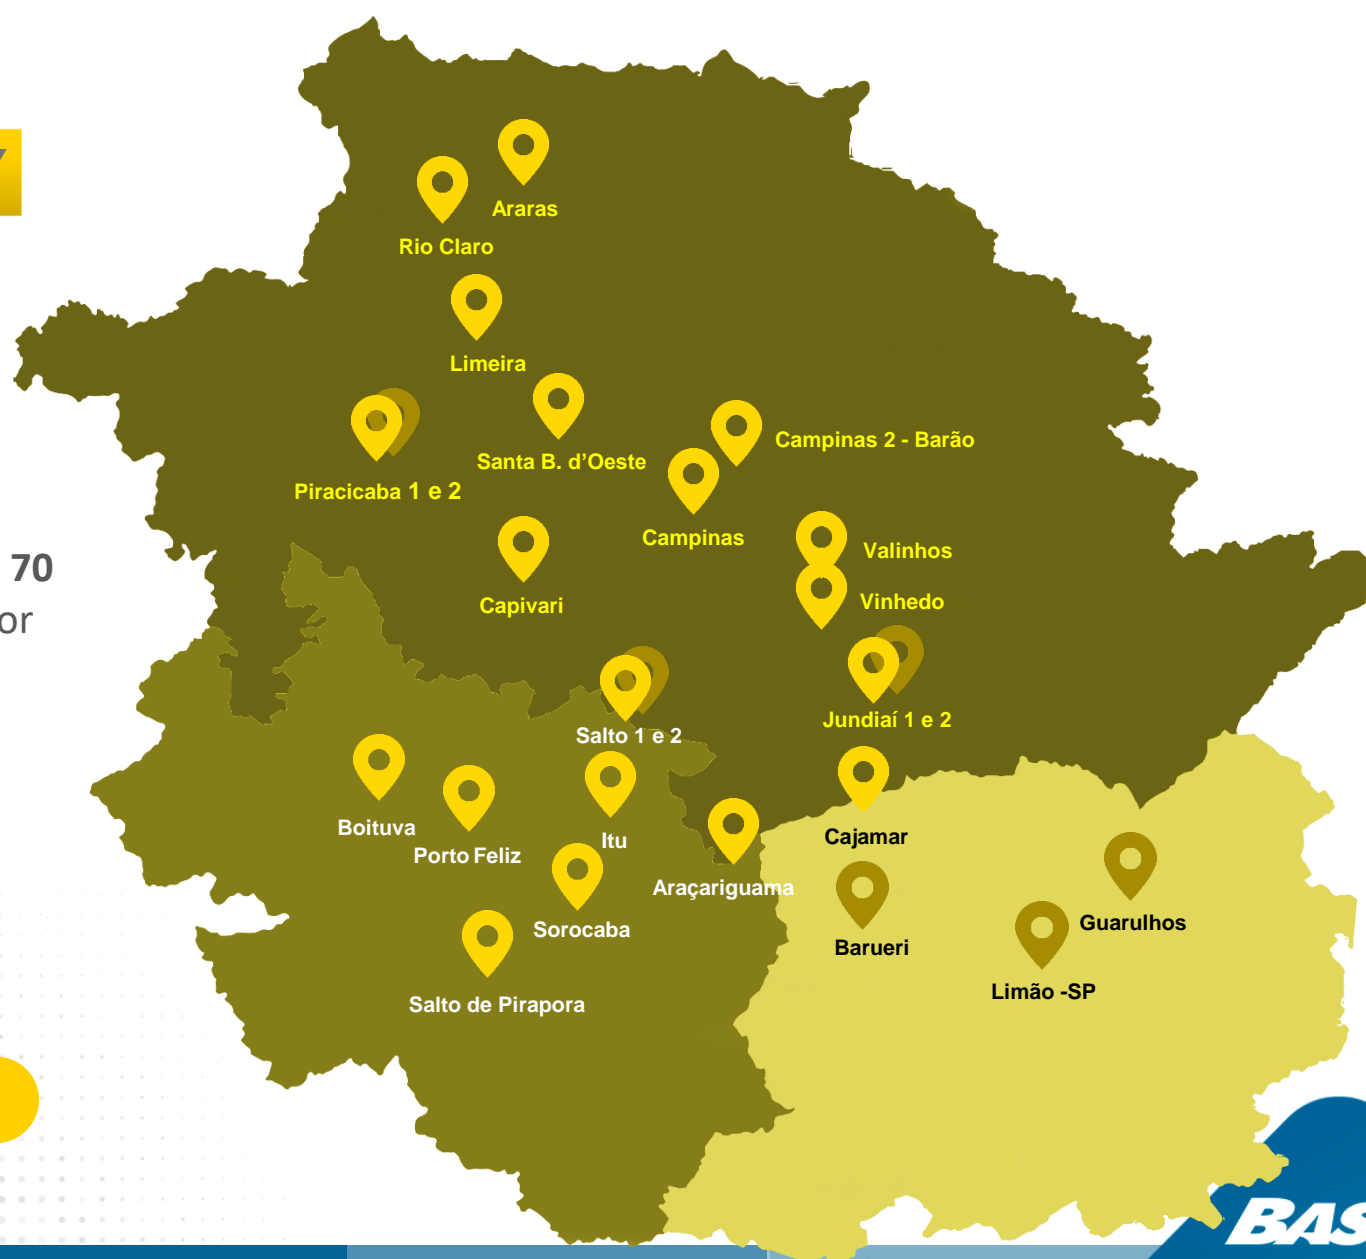 Araras
Rio Claro
Limeira
Santa B. d’Oeste
Campinas 2 - Barão
Piracicaba 1 e 2
Campinas
Valinhos
70
Capivari
Vinhedo
or
Jundiaí 1 e 2
Salto 1 e 2
Boituva
Porto Feliz
Itu
Cajamar
Araçariguama
Sorocaba
Guarulhos
Barueri
Limão -SP
Salto de Pirapora
BAS